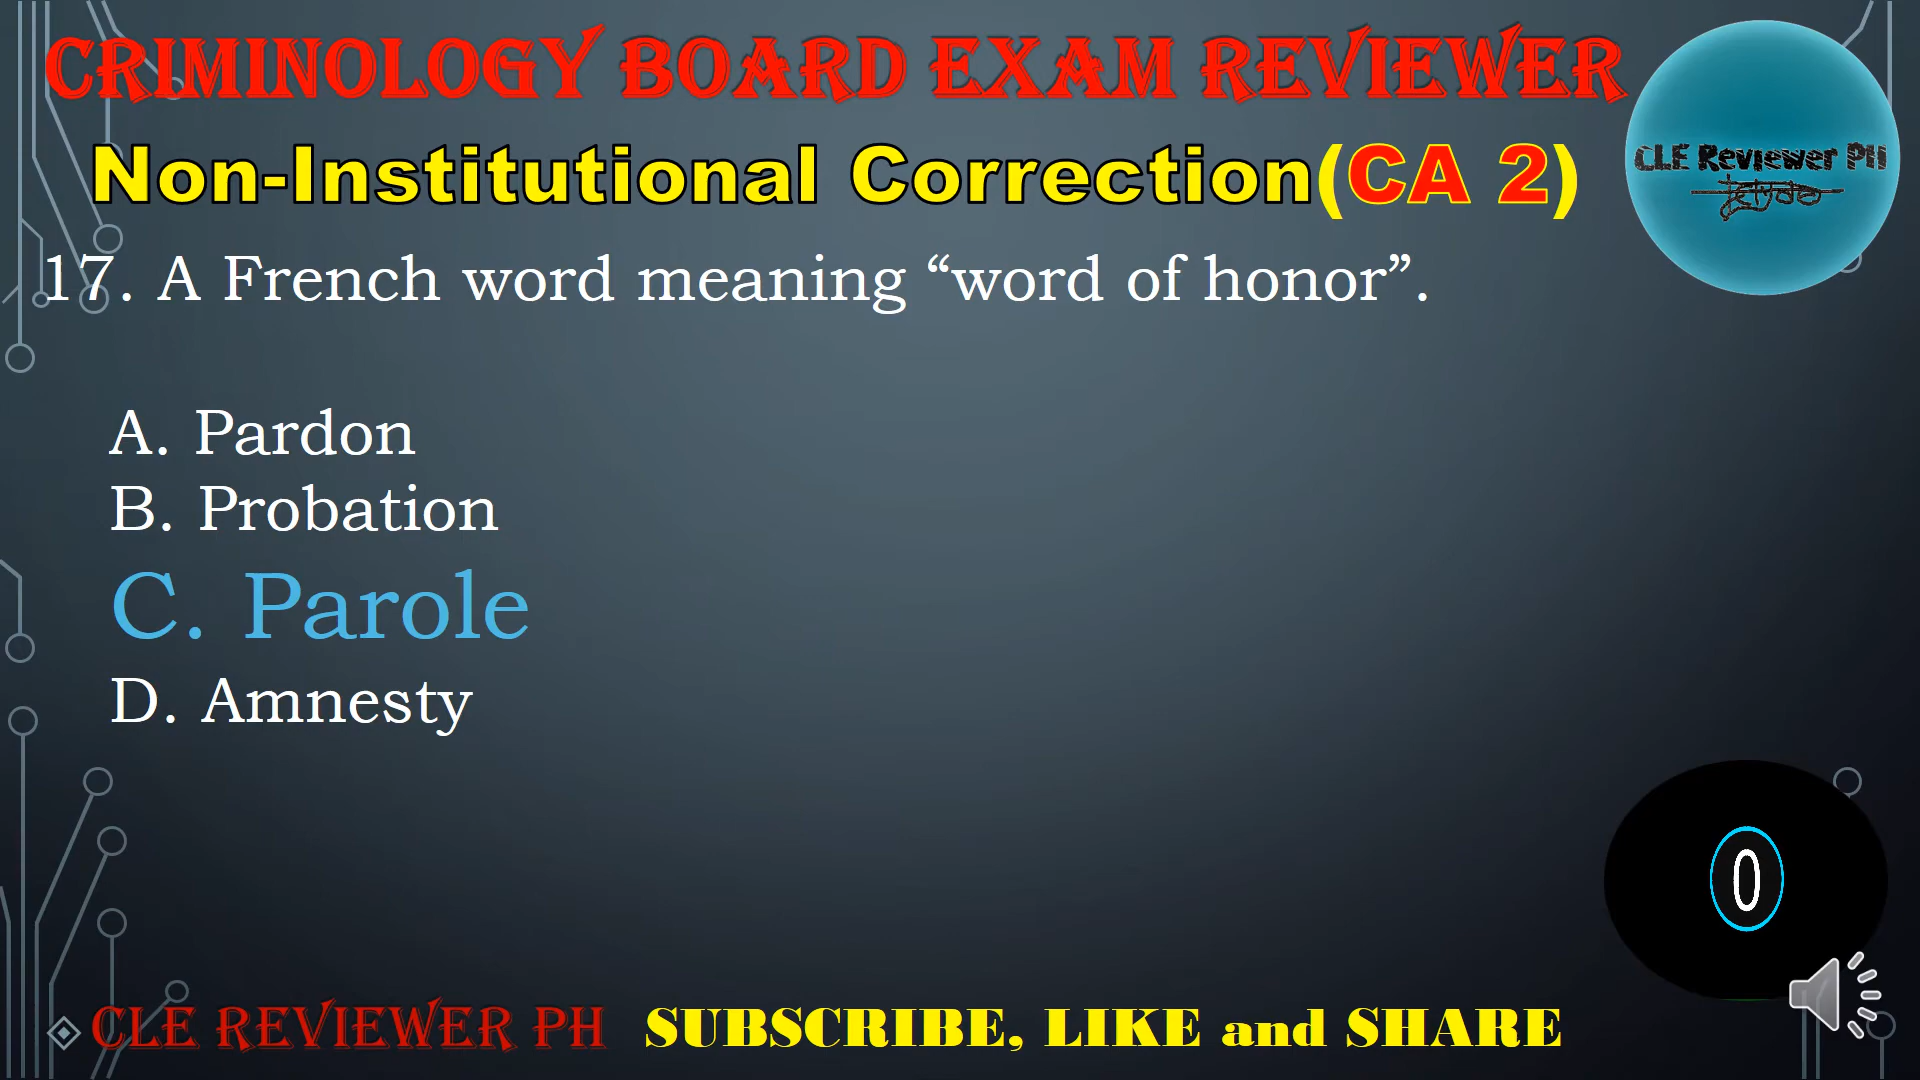 CRIMINOLOGY BOARD EXAM REVIEWER
CLE Reviewer PH
Non-Institutional Correction(CA 2)
17. A French word meaning “word of honor”.
A. Pardon
B. Probation
C. Parole
D. Amnesty
0
CLE REVIEWER PH SUBSCRIBE, LIKE and SHARE